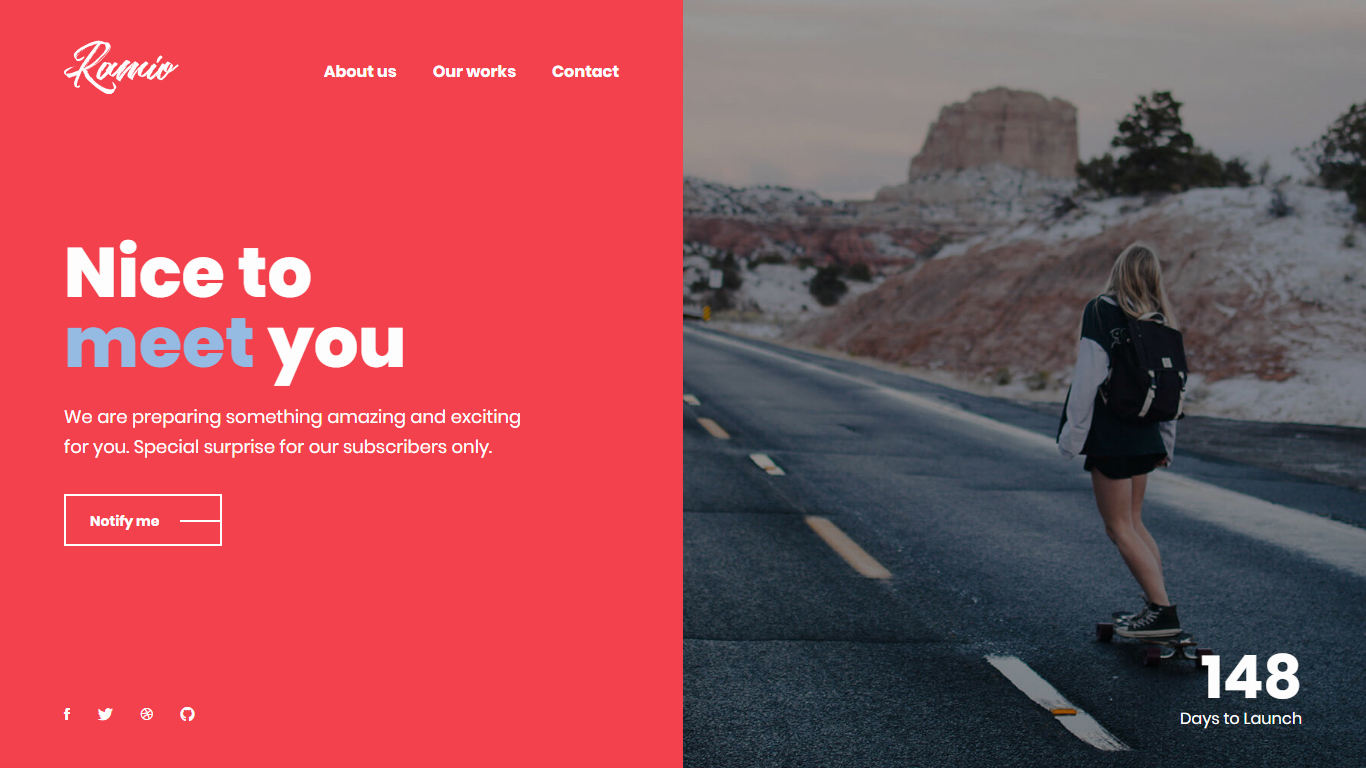 Ramio
About us Our works Contact
Nice to
meet you
We are preparing something amazing and exciting
for you. Special surprise for our subscribers only.
Notify me
148
Days to Launch